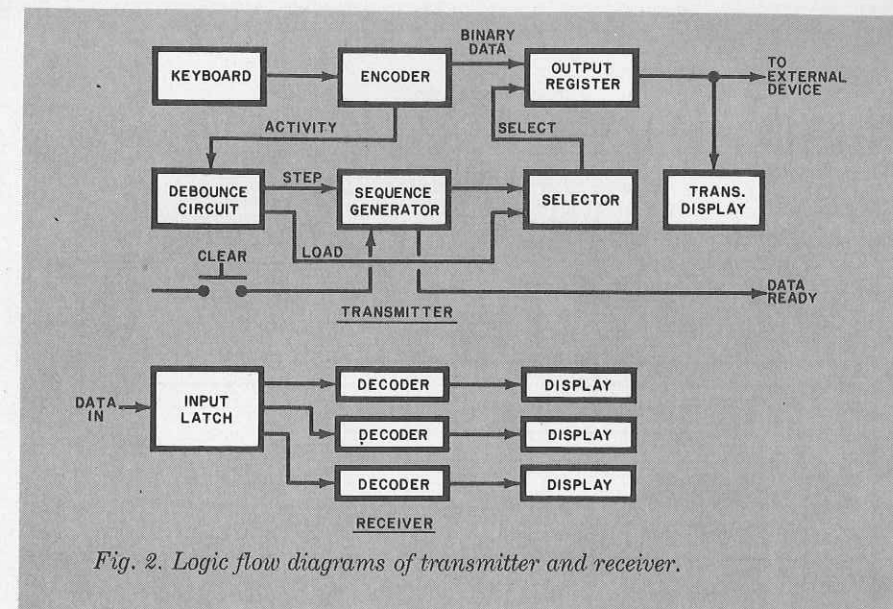 BINARY
DATA
KEYBOARD
ENCODER
OUTPUT
REGISTER
TO
EXTERNAL
DEVICE
ACTIVITY
SELECT
DEBOUNCE
CIRCUIT
STEP
SEQUENCE
GENERATOR
SELECTOR
TRANS.
DISPLAY
LOAD
CLEAR
DATA
READY
TRANSMITTER
DATA
IN
INPUT
LATCH
DECODER
DISPLAY
DECODER
DISPLAY
DECODER
DISPLAY
RECEIVER
Fig. 2. Logic flow diagrams of transmitter and receiver.